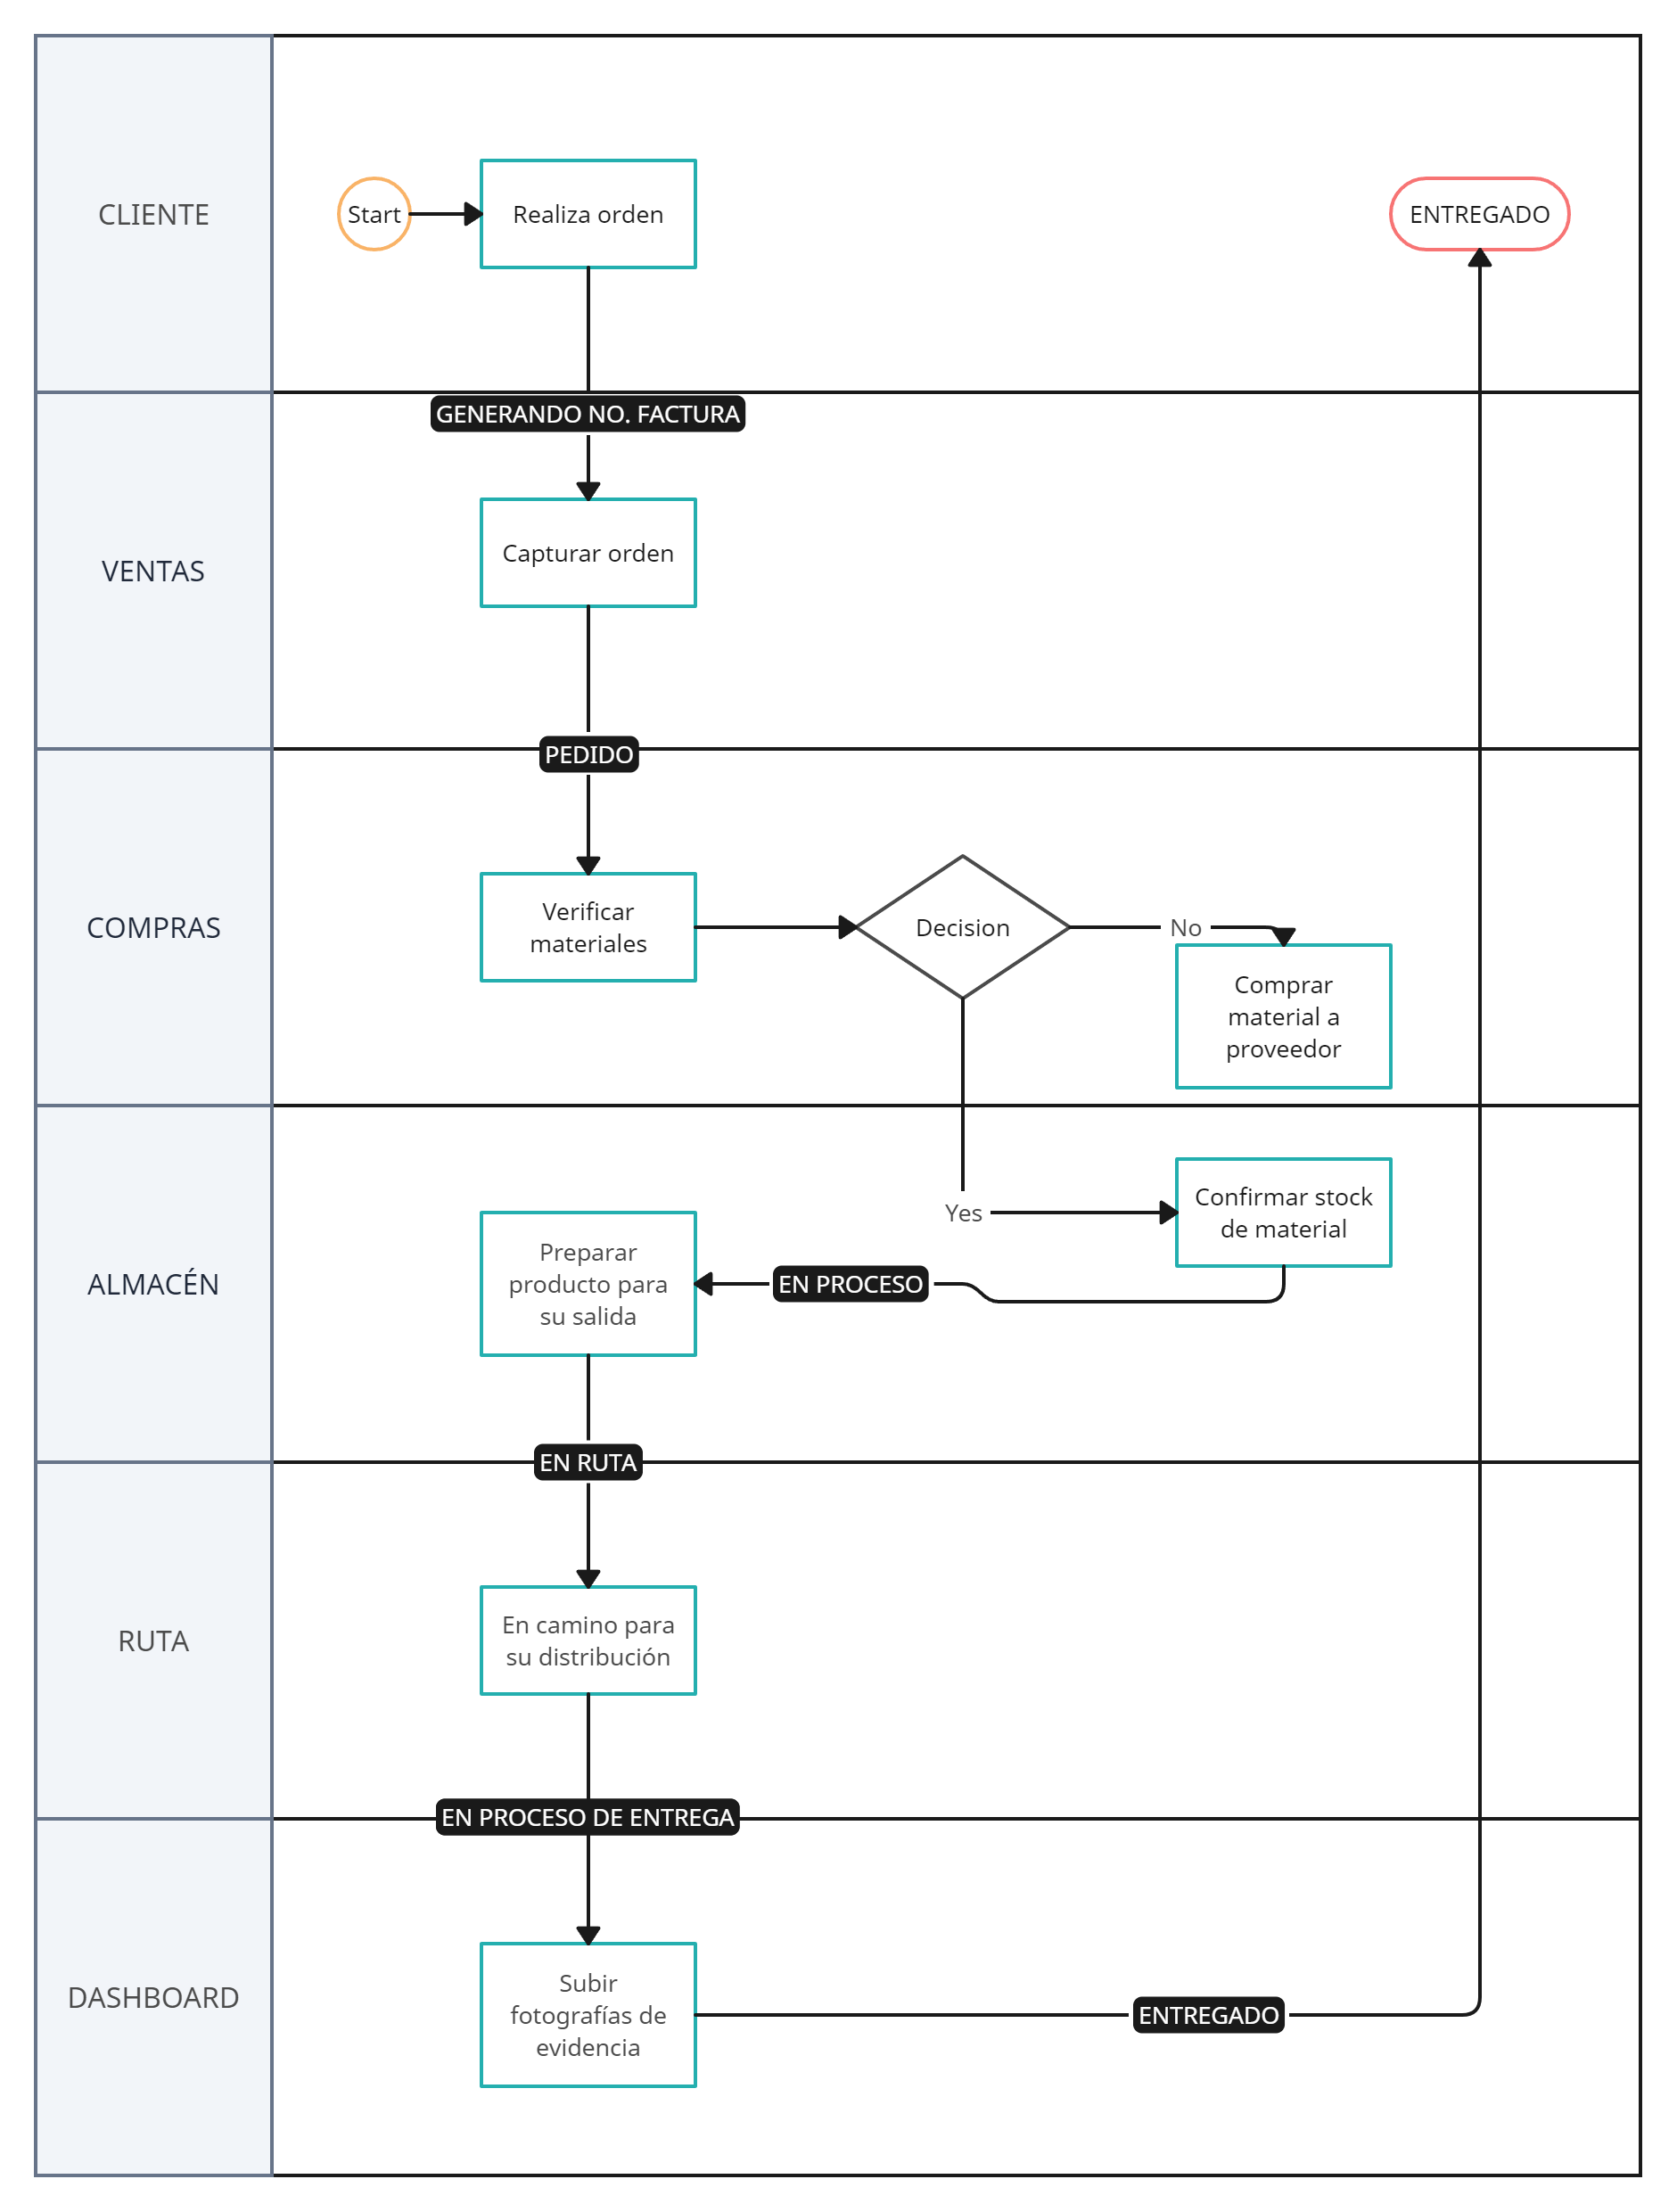 CLIENTE
Start
Realiza orden
ENTREGADO
GENERANDO NO. FACTURA
VENTAS
Capturar orden
PEDIDO
COMPRAS
Verificar
materiales
Decision
No
Comprar
material a
proveedor
ALMACÉN
Yes
Confirmar stock
de material
EN PROCESO
Preparar
producto para
su salida
EN RUTA
RUTA
En camino para
su distribución
EN PROCESO DE ENTREGA
DASHBOARD
Subir
fotografías de
evidencia
ENTREGADO